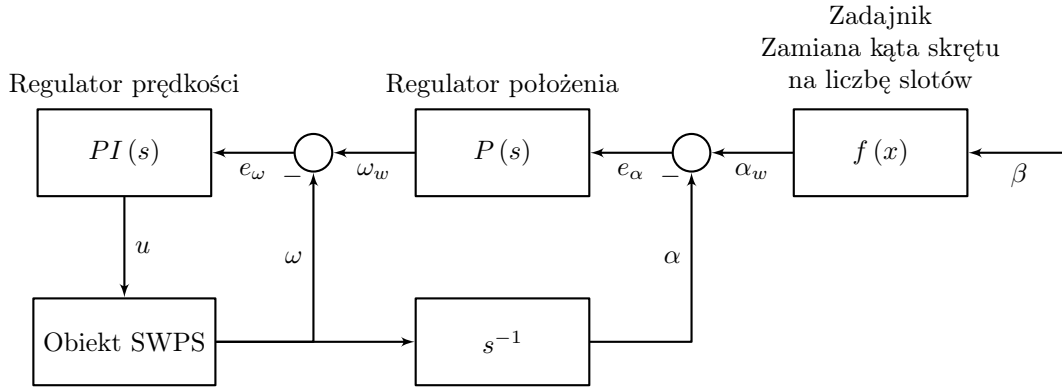 Zadajnik
Zamiana kąta skrętu
na liczbę slotów
Regulator prędkości
Regulator położenia
PI (s)
P (s)
f (x)
e_ω
−
ω_w
e_α
−
α_w
β
u
ω
α
Obiekt SWPS
s^{-1}